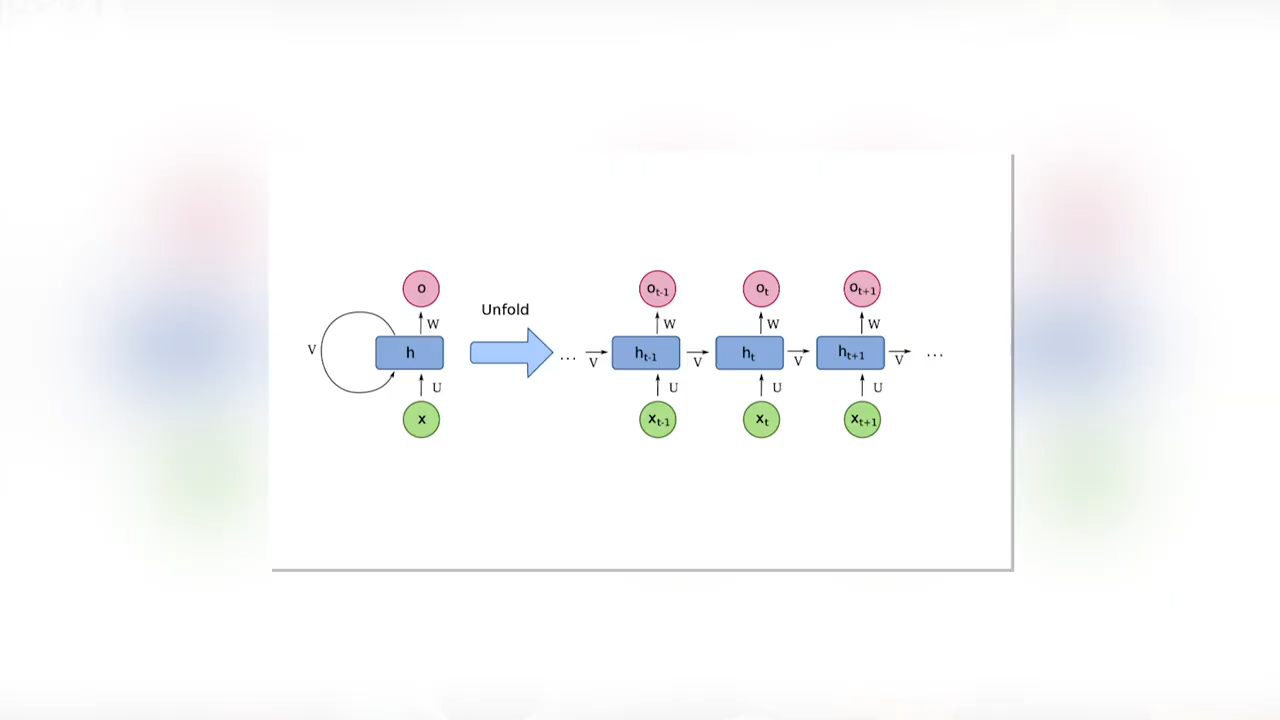 o oₜ₋₁ oₜ oₜ₊₁
Unfold
W W W W
V h … V hₜ₋₁ V hₜ V hₜ₊₁ V …
U U U U
x xₜ₋₁ xₜ xₜ₊₁